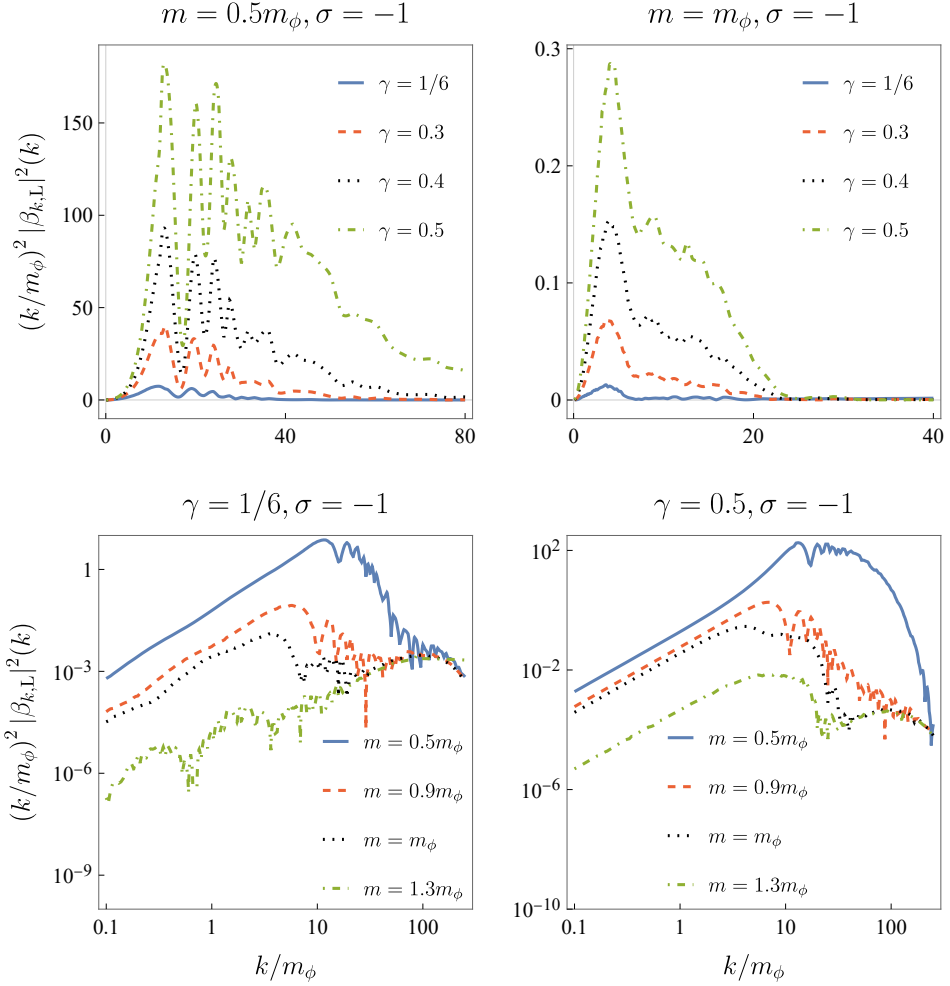 m = 0.5m_ϕ, σ = −1
(k/m_ϕ)² |β_{k,L}|²(k)
150
100
50
0
0 40 80
γ = 1/6
γ = 0.3
γ = 0.4
γ = 0.5
m = m_ϕ, σ = −1
0.3
0.2
0.1
0
0 20 40
γ = 1/6
γ = 0.3
γ = 0.4
γ = 0.5
γ = 1/6, σ = −1
(k/m_ϕ)² |β_{k,L}|²(k)
1
10⁻³
10⁻⁶
10⁻⁹
m = 0.5m_ϕ
m = 0.9m_ϕ
m = m_ϕ
m = 1.3m_ϕ
0.1 1 10 100
k/m_ϕ
γ = 0.5, σ = −1
10²
10⁻²
10⁻⁶
10⁻¹⁰
m = 0.5m_ϕ
m = 0.9m_ϕ
m = m_ϕ
m = 1.3m_ϕ
0.1 1 10 100
k/m_ϕ